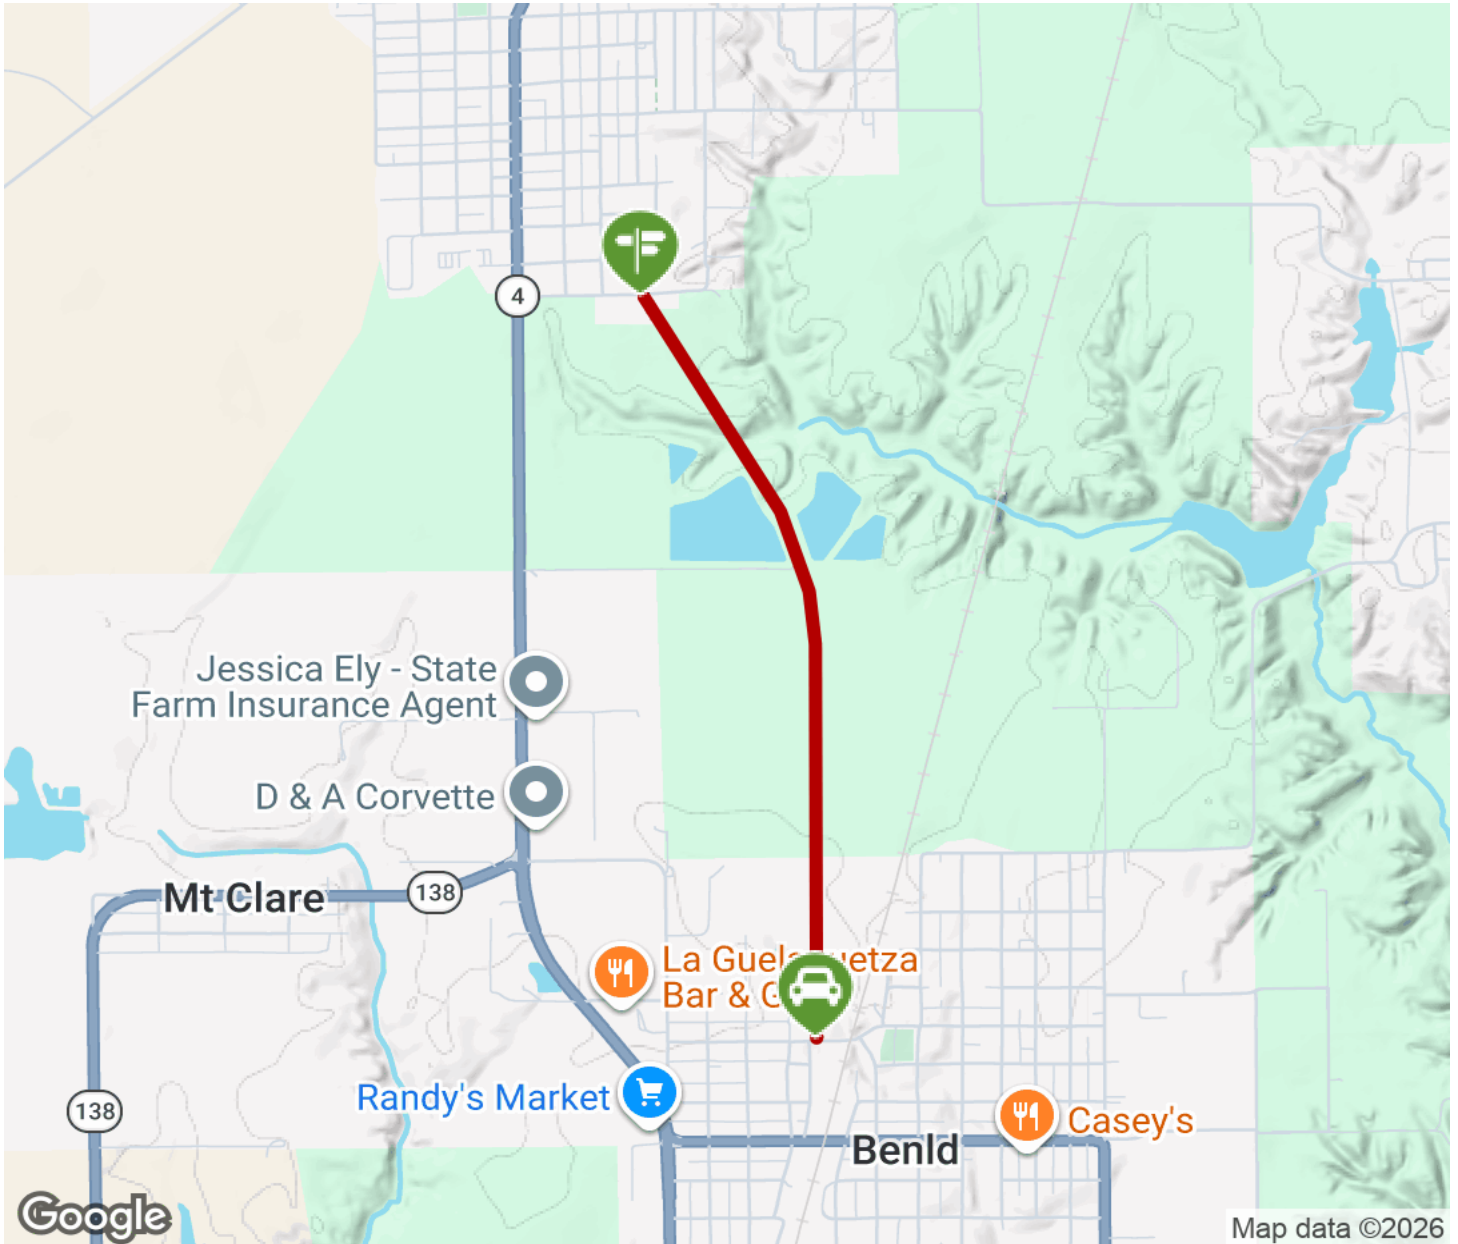 4
Jessica Ely - State
Farm Insurance Agent
D & A Corvette
Mt Clare
138
La Guel uetza
Bar & G
138
Randy's Market
Benld
Casey's
Google
Map data ©2026